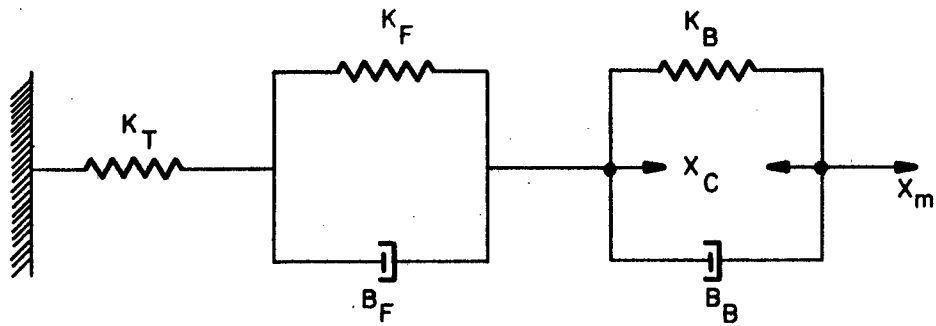 K_F
K_B
K_T
X_C
X_m
B_F
B_B